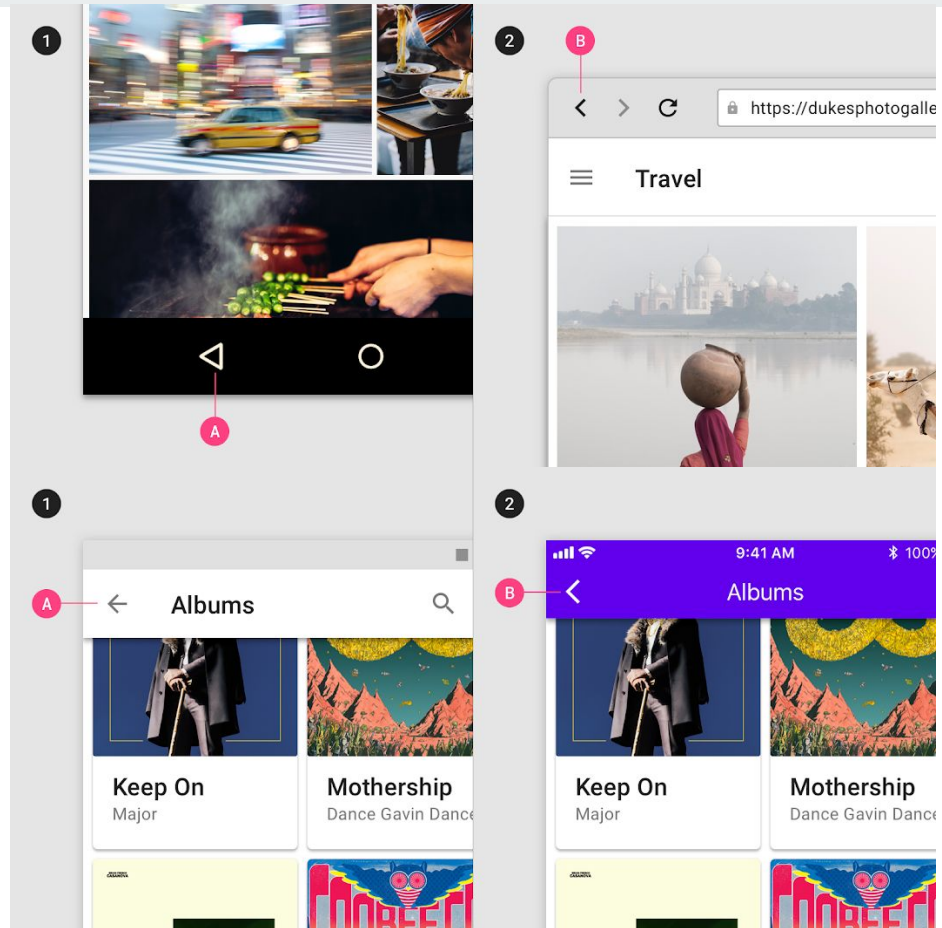 1
2
B
https://dukesphotogalle
Travel
A
1
2
9:41 AM
100%
A
Albums
B
Albums
Keep On
Major
Mothership
Dance Gavin Dance
Keep On
Major
Mothership
Dance Gavin Dance